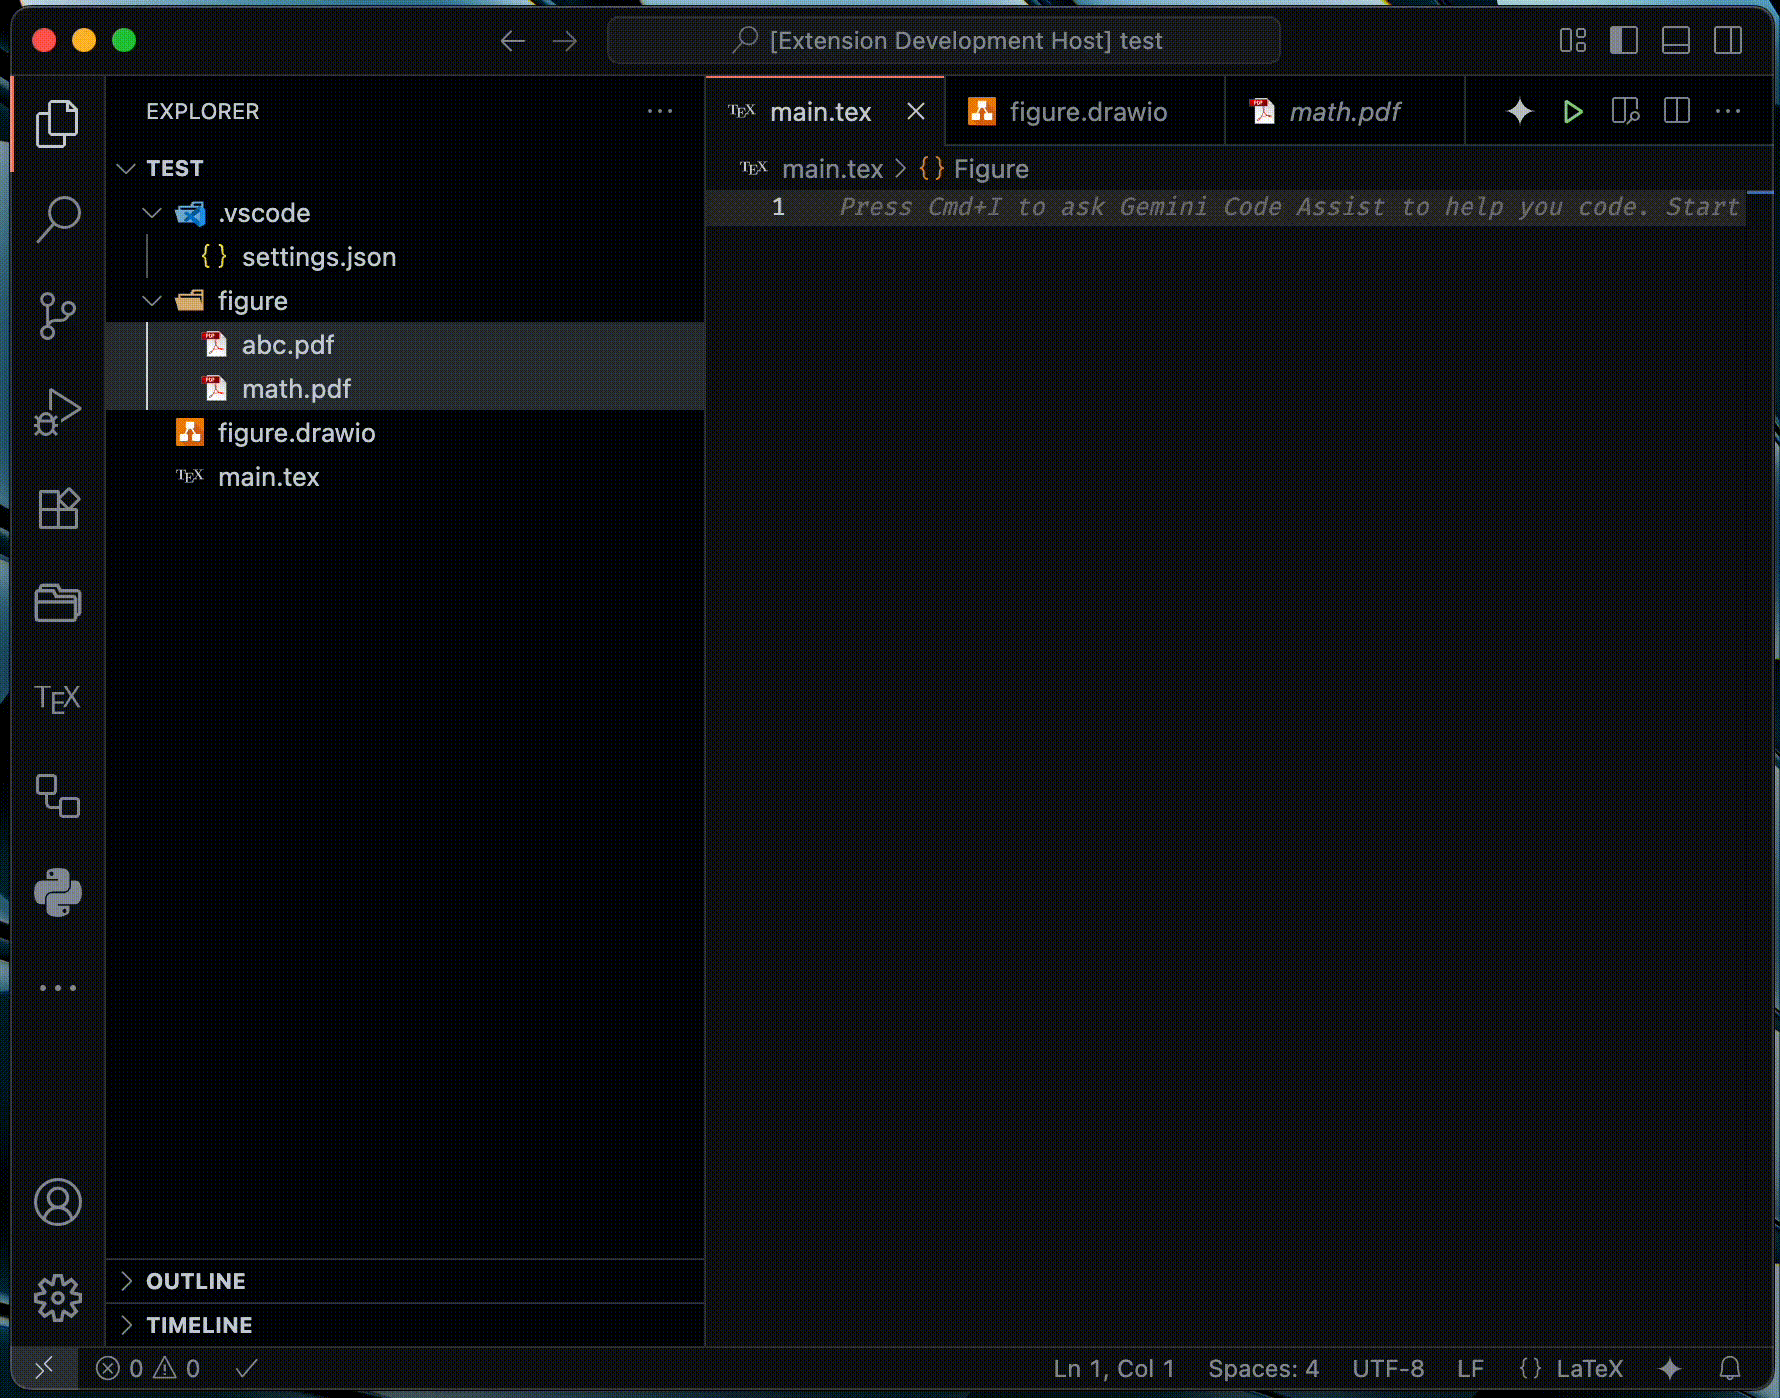 [Extension Development Host] test
EXPLORER
TEST
.vscode
settings.json
figure
abc.pdf
math.pdf
figure.drawio
TEX main.tex
TEX main.tex
figure.drawio
math.pdf
TEX main.tex > {} Figure
1 Press Cmd+I to ask Gemini Code Assist to help you code. Start
TEX
OUTLINE
TIMELINE
0 0 Ln 1, Col 1 Spaces: 4 UTF-8 LF {} LaTeX